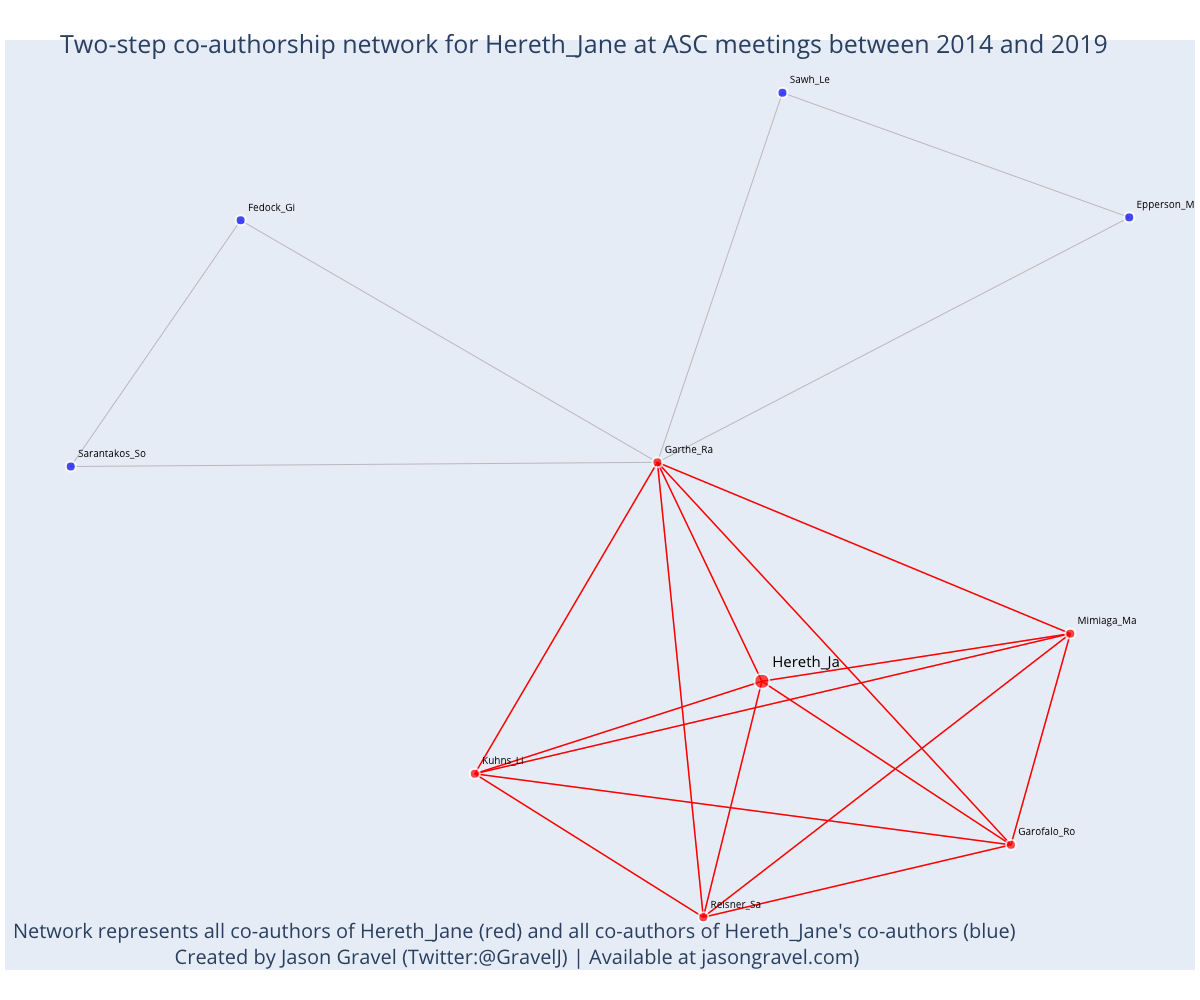 Two-step co-authorship network for Hereth_Jane at ASC meetings between 2014 and 2019
Sawh_Le
Fedock_Gi
Epperson_M
Sarantakos_So
Garthe_Ra
Mimiaga_Ma
Hereth_Ja
Kuhns_Li
Garofalo_Ro
Reisner_Sa
Network represents all co-authors of Hereth_Jane (red) and all co-authors of Hereth_Jane's co-authors (blue)
Created by Jason Gravel (Twitter:@GravelJ) | Available at jasongravel.com)